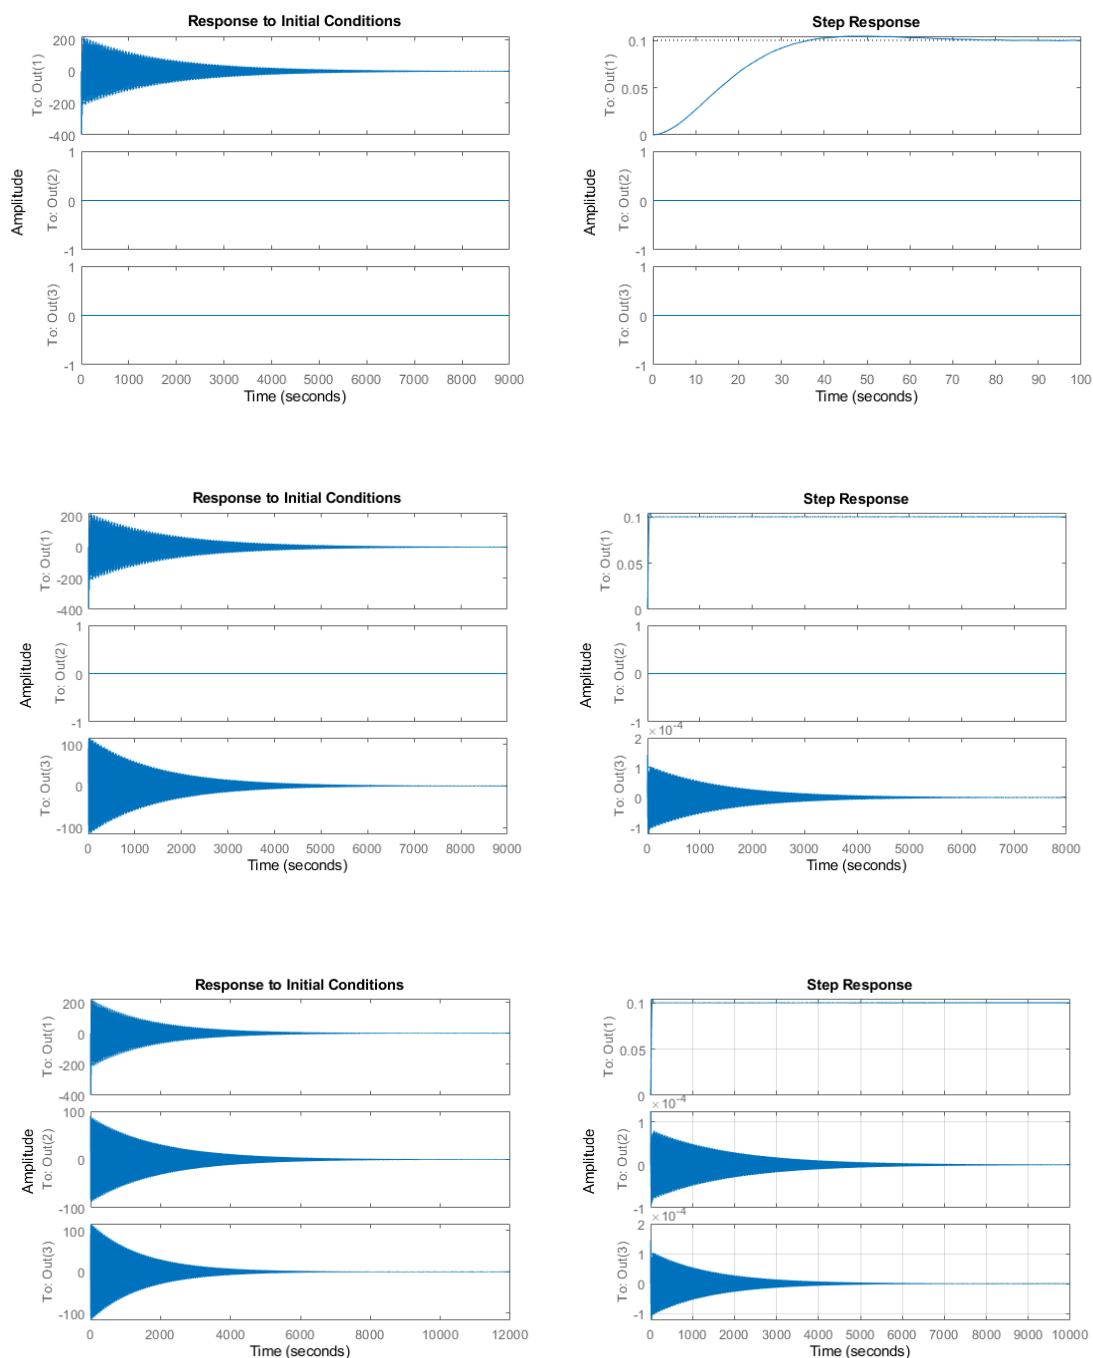 Response to Initial Conditions
200
0
-200
-400
To: Out(1)
1
0
-1
To: Out(2)
1
0
-1
To: Out(3)
Amplitude
0 1000 2000 3000 4000 5000 6000 7000 8000 9000
Time (seconds)
Step Response
0.1
0.05
0
To: Out(1)
1
0
-1
To: Out(2)
1
0
-1
To: Out(3)
Amplitude
0 10 20 30 40 50 60 70 80 90 100
Time (seconds)
Response to Initial Conditions
200
0
-200
-400
To: Out(1)
1
0
-1
To: Out(2)
100
0
-100
To: Out(3)
Amplitude
0 1000 2000 3000 4000 5000 6000 7000 8000 9000
Time (seconds)
Step Response
0.1
0.05
0
To: Out(1)
1
0
-1
To: Out(2)
×10-4
2
1
0
-1
To: Out(3)
Amplitude
0 1000 2000 3000 4000 5000 6000 7000 8000
Time (seconds)
Response to Initial Conditions
200
0
-200
-400
To: Out(1)
100
0
-100
To: Out(2)
100
0
-100
To: Out(3)
Amplitude
0 2000 4000 6000 8000 10000 12000
Time (seconds)
Step Response
0.1
0.05
0
To: Out(1)
×10-4
1
0
-1
To: Out(2)
×10-4
2
1
0
-1
To: Out(3)
Amplitude
0 1000 2000 3000 4000 5000 6000 7000 8000 9000 10000
Time (seconds)